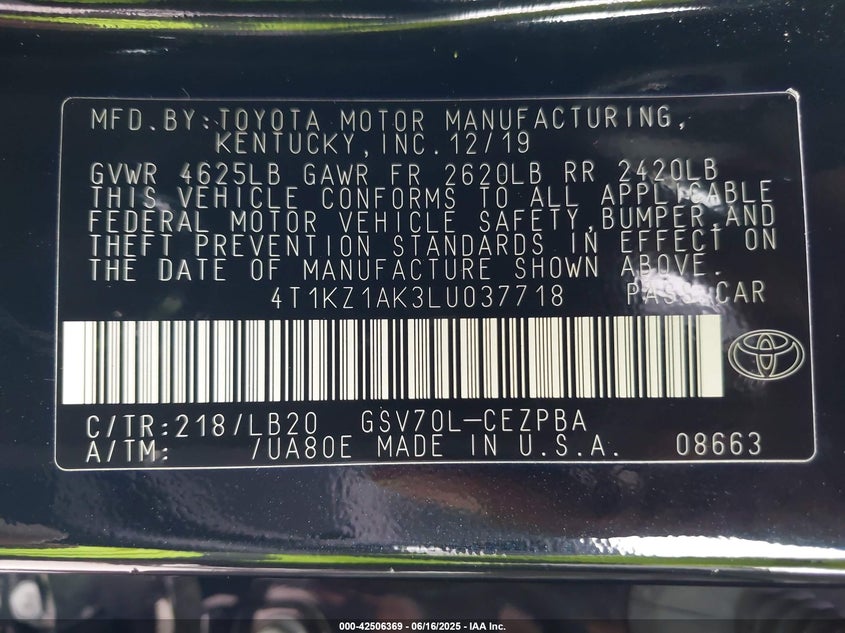 MFD.BY:TOYOTA MOTOR MANUFACTURING,
KENTUCKY,INC.12/19
GVWR 4625LB GAWR FR 2620LB RR 2420LB
THIS VEHICLE CONFORMS TO ALL APPLICABLE
FEDERAL MOTOR VEHICLE SAFETY,BUMPER,AND
THEFT PREVENTION STANDARDS IN EFFECT ON
THE DATE OF MANUFACTURE SHOWN ABOVE.
4T1KZ1AK3LU037718 PASS.CAR
C/TR:218/LB20 GSV70L-CEZPBA
A/TM: /UA80E MADE IN U.S.A. 08663
000-42506369 - 06/16/2025 - IAA Inc.